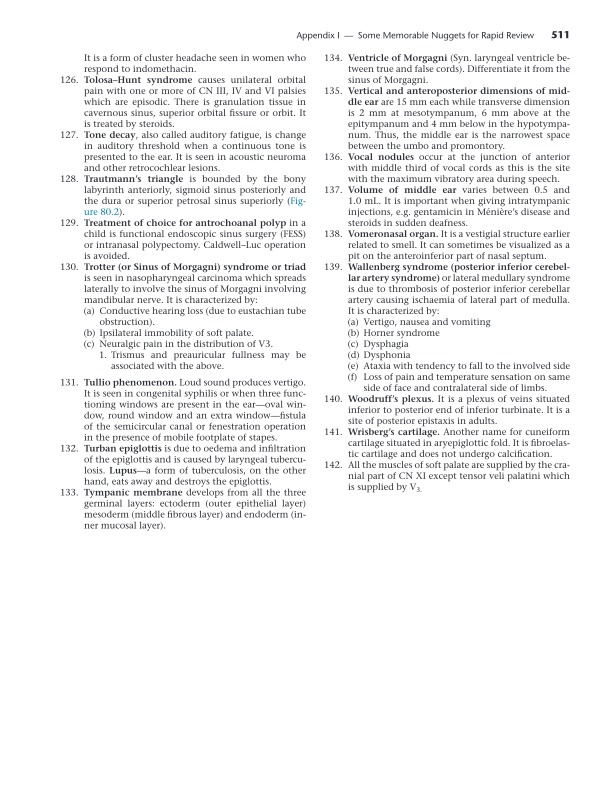 Appendix I — Some Memorable Nuggets for Rapid Review 511
It is a form of cluster headache seen in women who
respond to indomethacin.
126. Tolosa–Hunt syndrome causes unilateral orbital
pain with one or more of CN III, IV and VI palsies
which are episodic. There is granulation tissue in
cavernous sinus, superior orbital fissure or orbit. It
is treated by steroids.
127. Tone decay, also called auditory fatigue, is change
in auditory threshold when a continuous tone is
presented to the ear. It is seen in acoustic neuroma
and other retrocochlear lesions.
128. Trautmann's triangle is bounded by the bony
labyrinth anteriorly, sigmoid sinus posteriorly and
the dura or superior petrosal sinus superiorly (Fig-
ure 80.2).
129. Treatment of choice for antrochoanal polyp in a
child is functional endoscopic sinus surgery (FESS)
or intranasal polypectomy. Caldwell–Luc operation
is avoided.
130. Trotter (or Sinus of Morgagni) syndrome or triad
is seen in nasopharyngeal carcinoma which spreads
laterally to involve the sinus of Morgagni involving
mandibular nerve. It is characterized by:
(a) Conductive hearing loss (due to eustachian tube
obstruction).
(b) Ipsilateral immobility of soft palate.
(c) Neuralgic pain in the distribution of V3.
1. Trismus and preauricular fullness may be
associated with the above.
131. Tullio phenomenon. Loud sound produces vertigo.
It is seen in congenital syphilis or when three func-
tioning windows are present in the ear—oval win-
dow, round window and an extra window—fistula
of the semicircular canal or fenestration operation
in the presence of mobile footplate of stapes.
132. Turban epiglottis is due to oedema and infiltration
of the epiglottis and is caused by laryngeal tubercu-
losis. Lupus—a form of tuberculosis, on the other
hand, eats away and destroys the epiglottis.
133. Tympanic membrane develops from all the three
germinal layers: ectoderm (outer epithelial layer)
mesoderm (middle fibrous layer) and endoderm (in-
ner mucosal layer).
134. Ventricle of Morgagni (Syn. laryngeal ventricle be-
tween true and false cords). Differentiate it from the
sinus of Morgagni.
135. Vertical and anteroposterior dimensions of mid-
dle ear are 15 mm each while transverse dimension
is 2 mm at mesotympanum, 6 mm above at the
epitympanum and 4 mm below in the hypotympa-
num. Thus, the middle ear is the narrowest space
between the umbo and promontory.
136. Vocal nodules occur at the junction of anterior
with middle third of vocal cords as this is the site
with the maximum vibratory area during speech.
137. Volume of middle ear varies between 0.5 and
1.0 mL. It is important when giving intratympanic
injections, e.g. gentamicin in Ménière's disease and
steroids in sudden deafness.
138. Vomeronasal organ. It is a vestigial structure earlier
related to smell. It can sometimes be visualized as a
pit on the anteroinferior part of nasal septum.
139. Wallenberg syndrome (posterior inferior cerebel-
lar artery syndrome) or lateral medullary syndrome
is due to thrombosis of posterior inferior cerebellar
artery causing ischaemia of lateral part of medulla.
It is characterized by:
(a) Vertigo, nausea and vomiting
(b) Horner syndrome
(c) Dysphagia
(d) Dysphonia
(e) Ataxia with tendency to fall to the involved side
(f) Loss of pain and temperature sensation on same
side of face and contralateral side of limbs.
140. Woodruff's plexus. It is a plexus of veins situated
inferior to posterior end of inferior turbinate. It is a
site of posterior epistaxis in adults.
141. Wrisberg's cartilage. Another name for cuneiform
cartilage situated in aryepiglottic fold. It is fibroelas-
tic cartilage and does not undergo calcification.
142. All the muscles of soft palate are supplied by the cra-
nial part of CN XI except tensor veli palatini which
is supplied by V3.